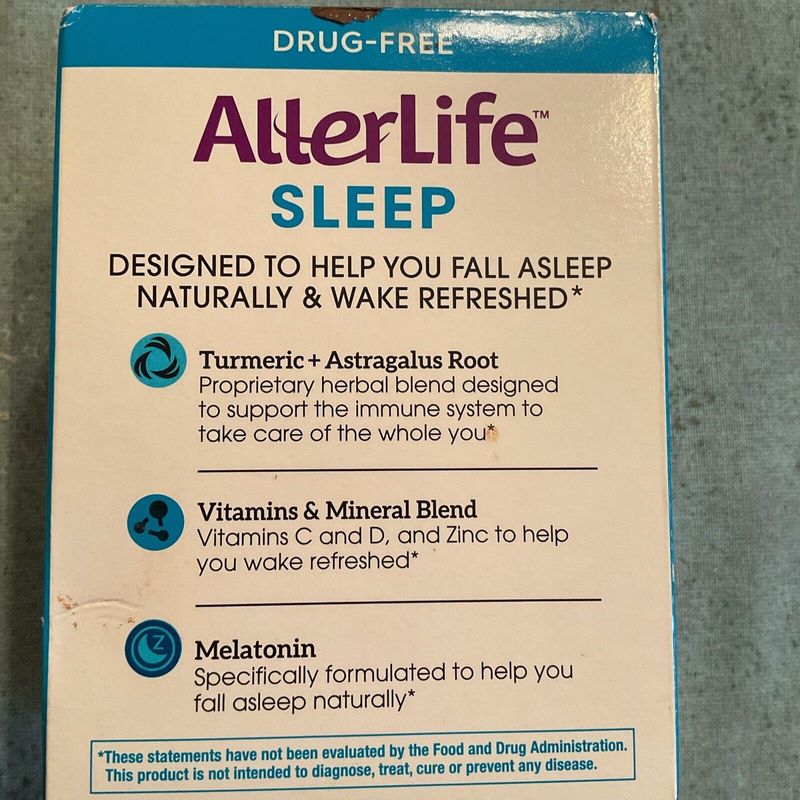 DRUG-FREE
AllerLife™
SLEEP
DESIGNED TO HELP YOU FALL ASLEEP
NATURALLY & WAKE REFRESHED*
Turmeric + Astragalus Root
Proprietary herbal blend designed
to support the immune system to
take care of the whole you*
Vitamins & Mineral Blend
Vitamins C and D, and Zinc to help
you wake refreshed*
Z
Melatonin
Specifically formulated to help you
fall asleep naturally*
*These statements have not been evaluated by the Food and Drug Administration.
This product is not intended to diagnose, treat, cure or prevent any disease.